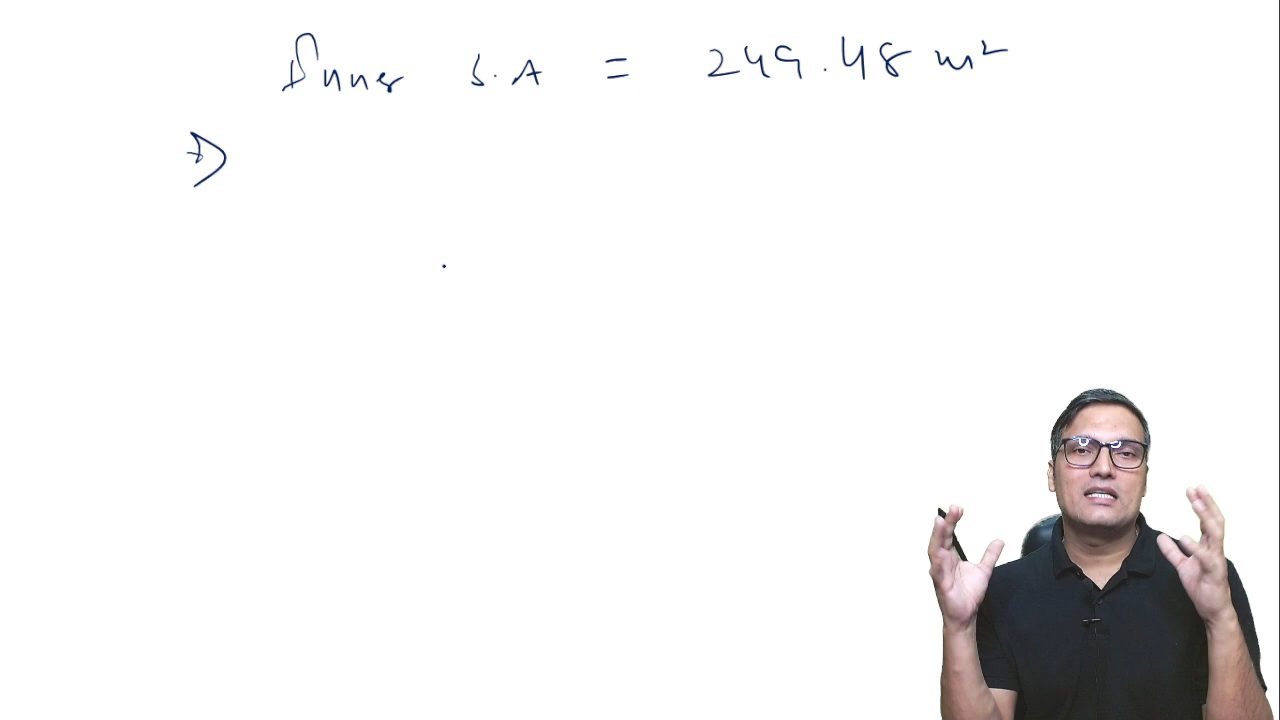 Inner S.A = 249.48 m²
⇒